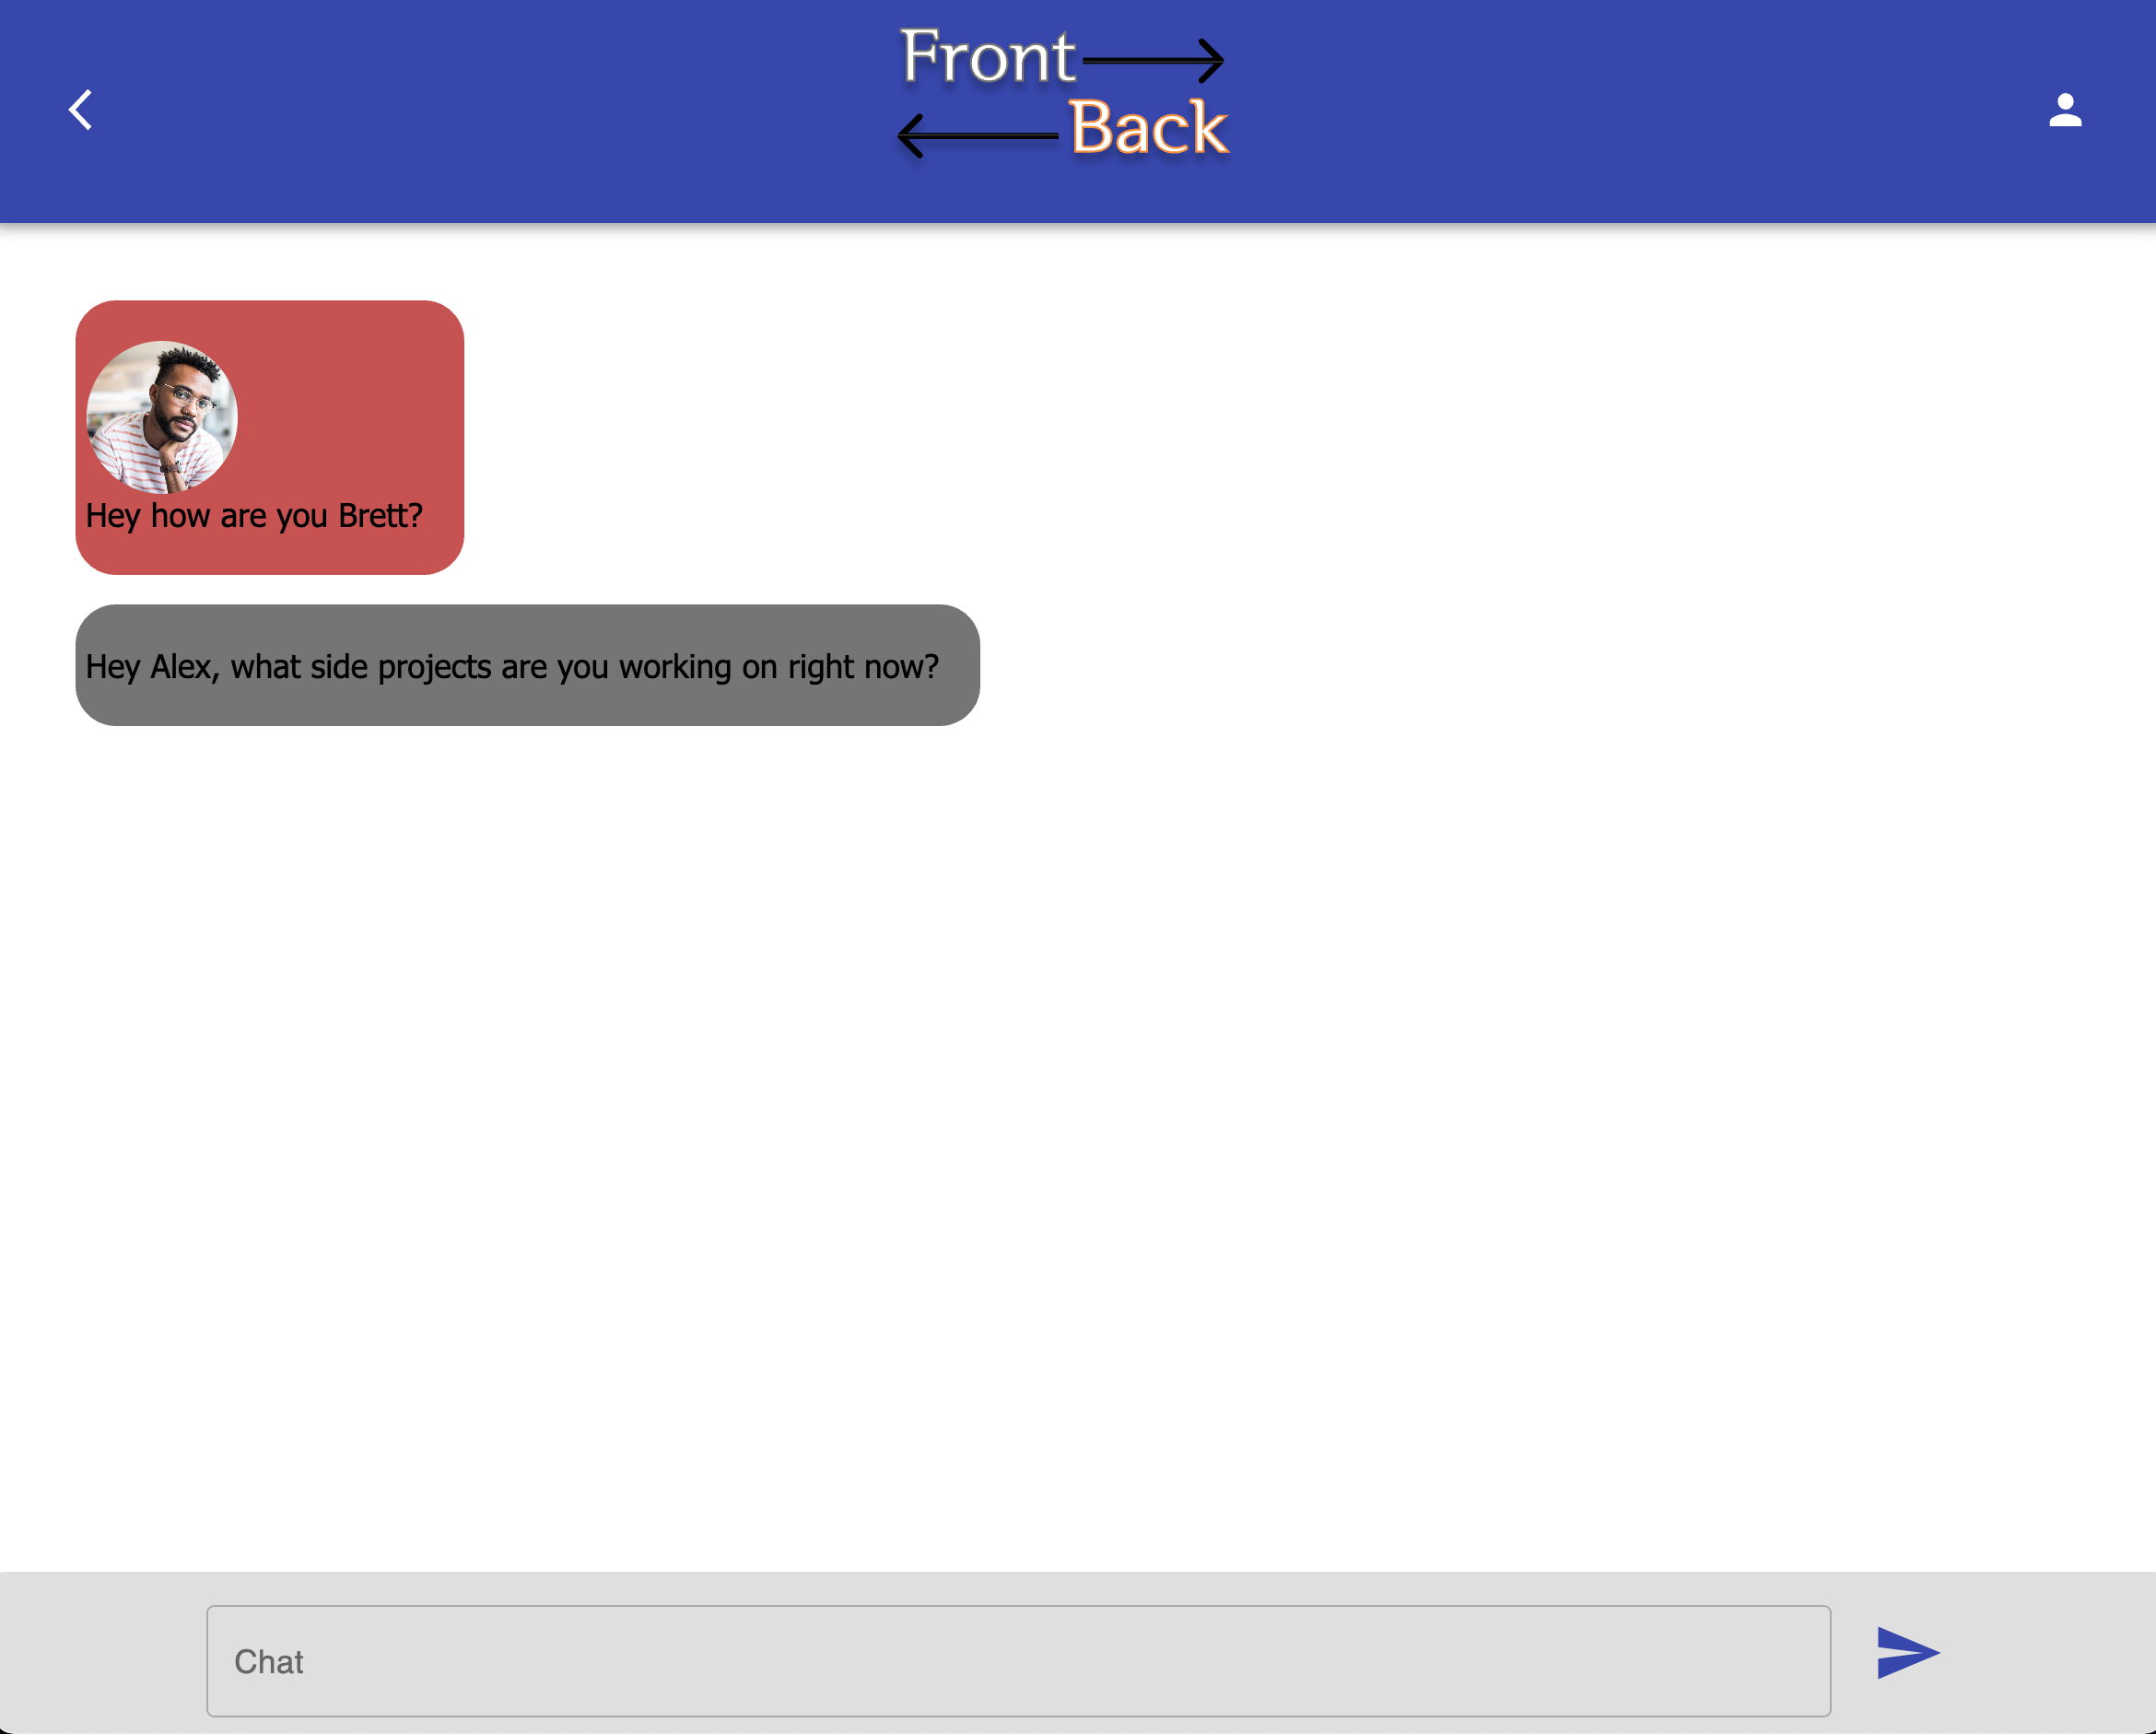 Front
Back
Hey how are you Brett?
Hey Alex, what side projects are you working on right now?
Chat